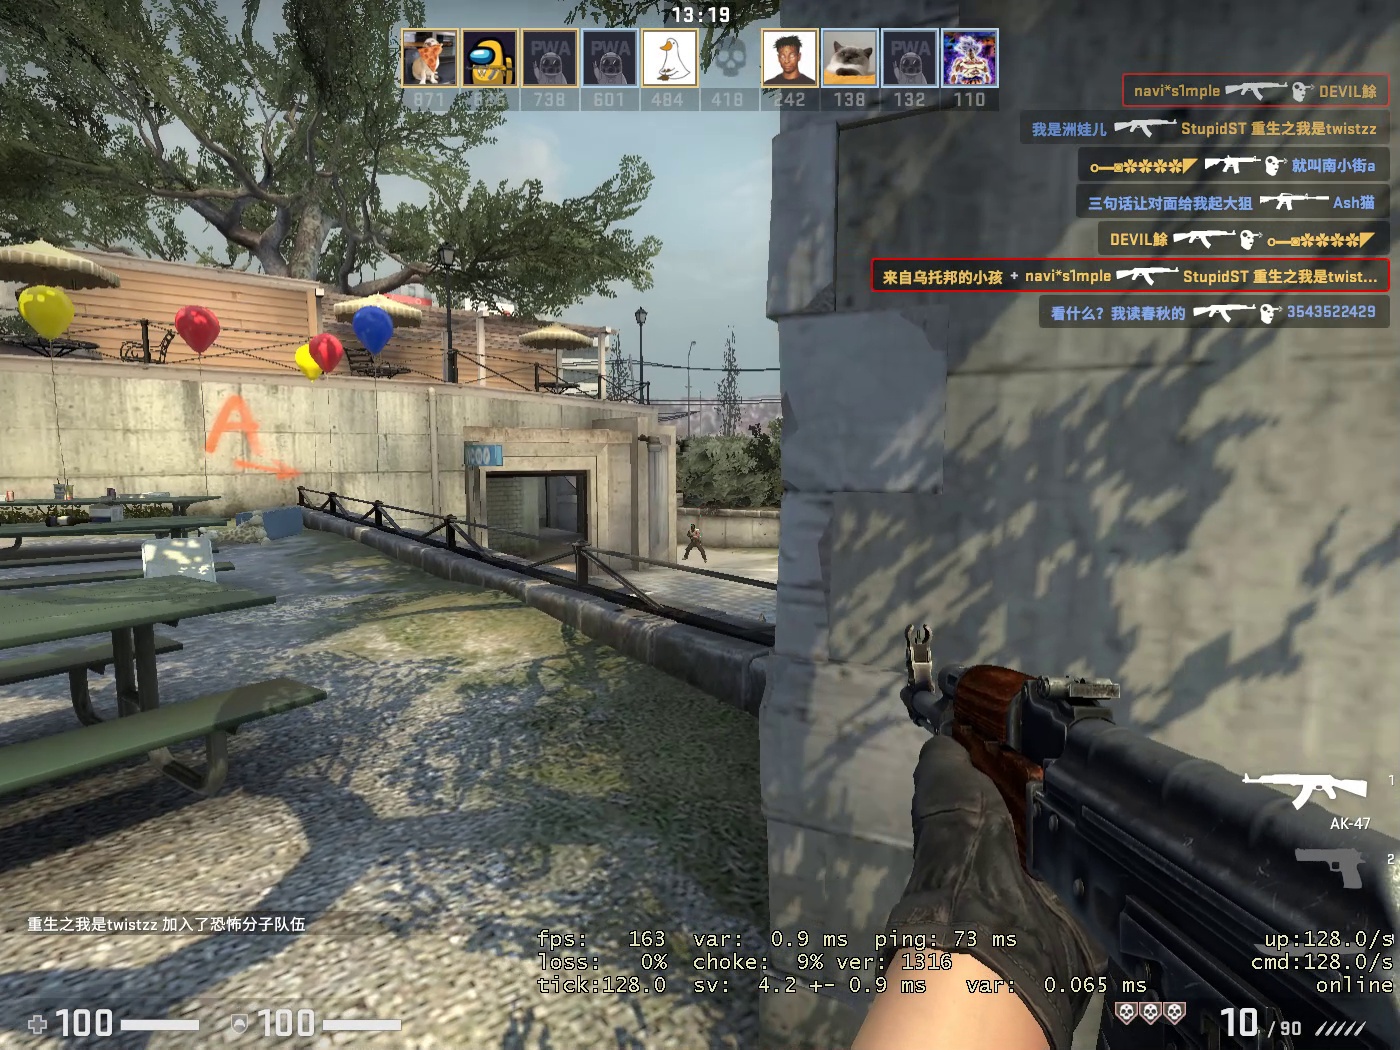 13:19
871
738
601
484
418
242
138
132
110
PWA
PWA
PWA
navi*s1mple DEVIL鮽
我是洲娃儿 StupidST 重生之我是twistzz
就叫南小街a
三句话让对面给我起大狙 Ash猫
DEVIL鮽
来自乌托邦的小孩 + navi*s1mple StupidST 重生之我是twist...
看什么？我读春秋的 3543522429
A
1
AK-47
2
重生之我是twistzz 加入了恐怖分子队伍
fps: 163 var: 0.9 ms ping: 73 ms
loss: 0% choke: 9% ver: 1316
tick:128.0 sv: 4.2 +- 0.9 ms var: 0.065 ms
up:128.0/s
cmd:128.0/s
online
100
100
10 / 90